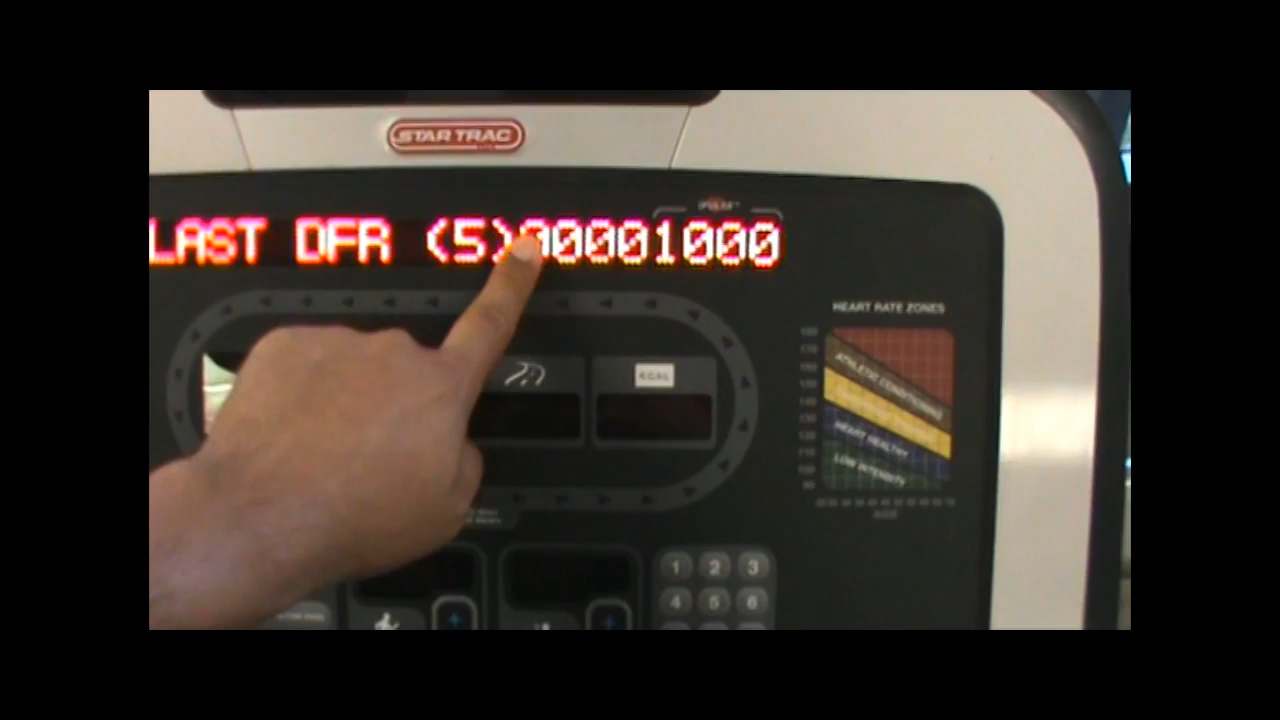 STAR TRAC
LAST DFR (5)00001000
HEART RATE ZONES
ATHLETIC CONDITIONING
HEART HEALTHY
LOW INTENSITY
AGE
KCAL
1 2 3
4 5 6